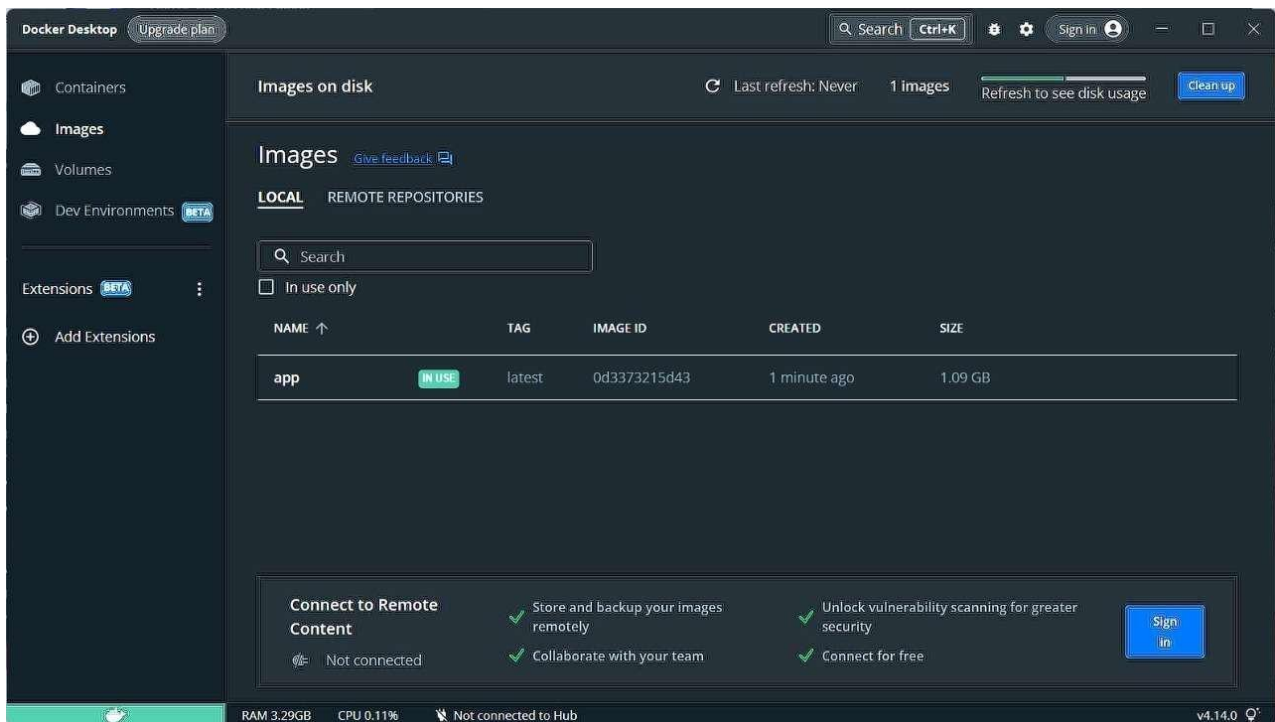 Docker Desktop Upgrade plan Search Ctrl+K Sign in
Containers
Images
Volumes
Dev Environments BETA
Extensions BETA
Add Extensions
Images on disk Last refresh: Never 1 images Refresh to see disk usage Clean up
Images Give feedback
LOCAL REMOTE REPOSITORIES
Search
In use only
NAME TAG IMAGE ID CREATED SIZE
app IN USE latest 0d3373215d43 1 minute ago 1.09 GB
Connect to Remote
Content
Not connected
Store and backup your images
remotely
Collaborate with your team
Unlock vulnerability scanning for greater
security
Connect for free
Sign
in
RAM 3.29GB CPU 0.11% Not connected to Hub v4.14.0